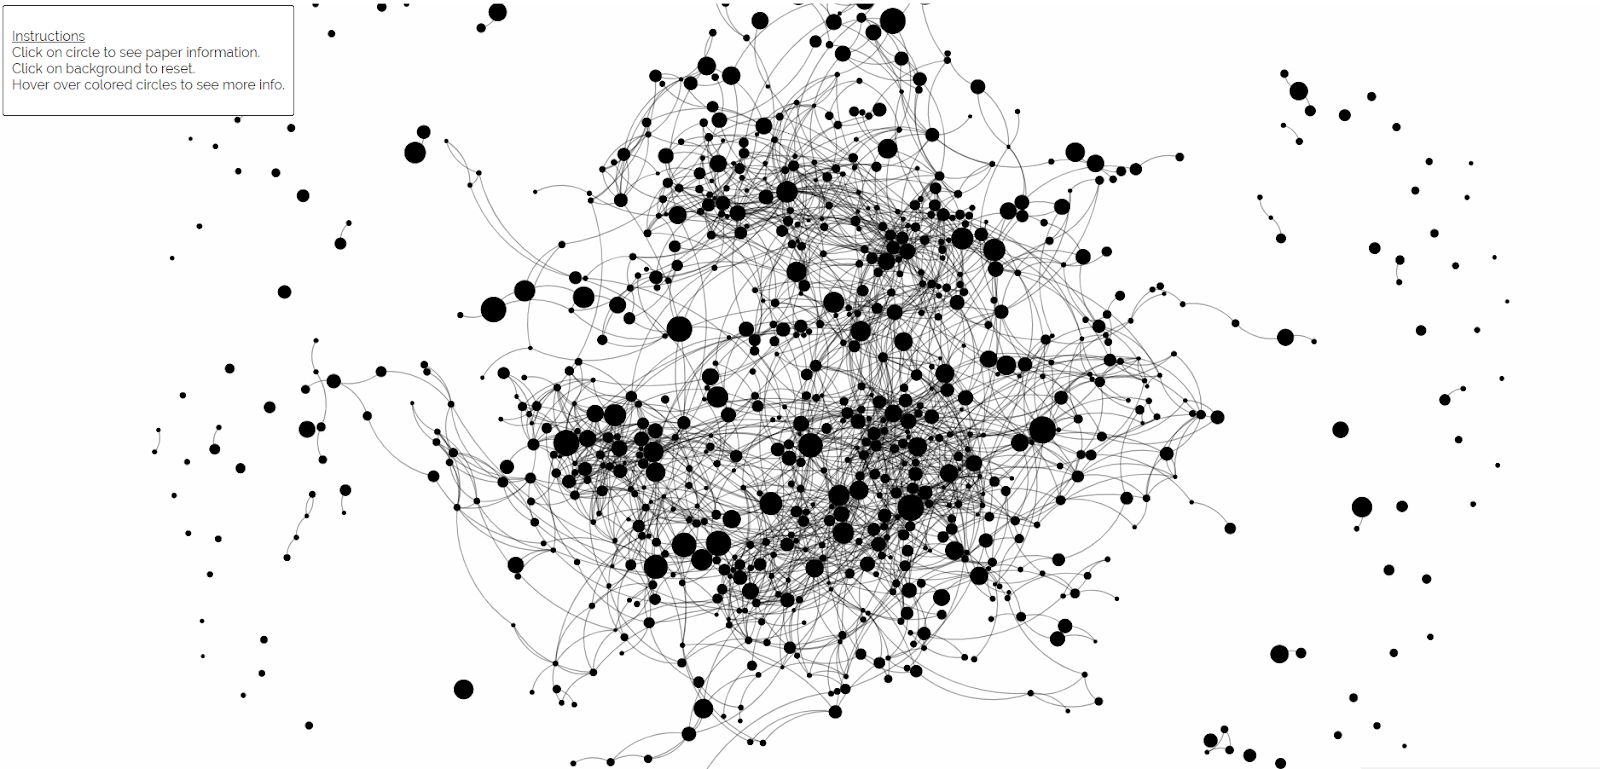 Instructions
Click on circle to see paper information.
Click on background to reset.
Hover over colored circles to see more info.